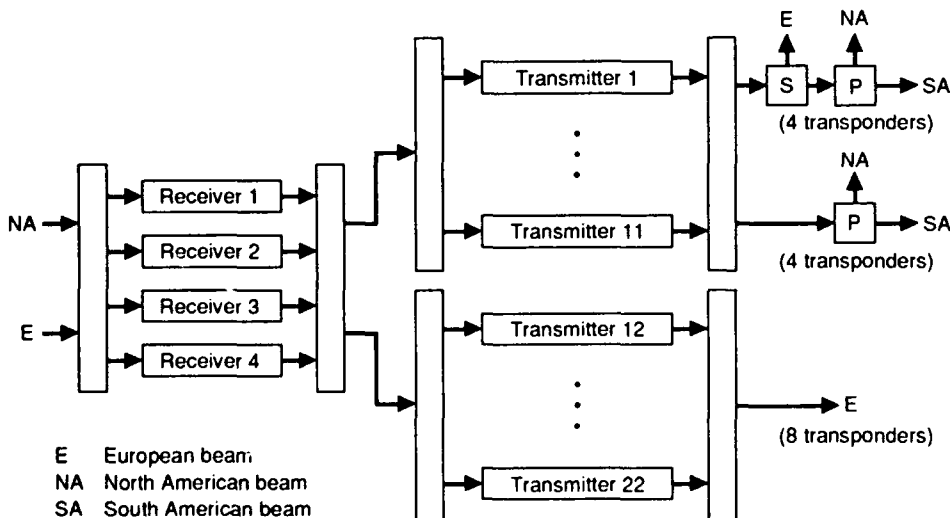 E
NA
Transmitter 1
S
P
SA
(4 transponders)
NA
Receiver 1
NA
P
SA
Transmitter 11
Receiver 2
(4 transponders)
Receiver 3
E
Transmitter 12
Receiver 4
E
(8 transponders)
E European beam
NA North American beam
Transmitter 22
SA South American beam